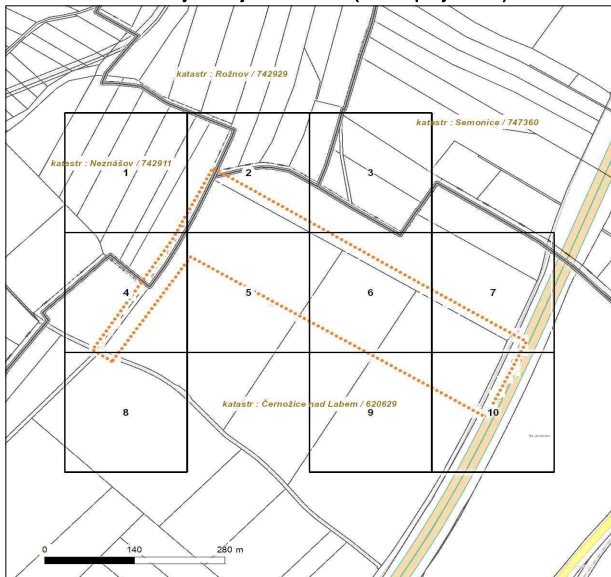 katastr : Rožnov / 742929
katastr : Semonice / 747360
katastr : Neznášov / 742911
1
2
3
4
5
6
7
katastr : Černožice nad Labem / 620629
8
9
10
0 140 280 m